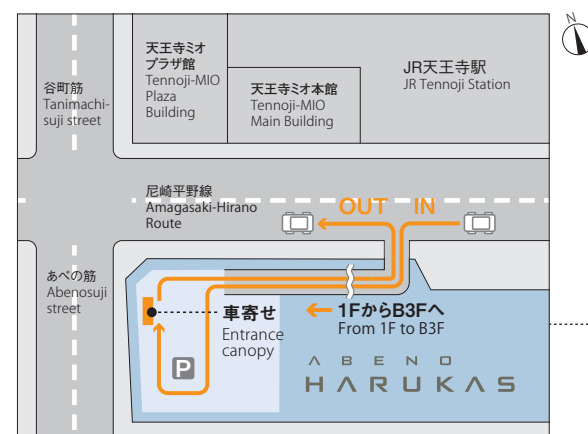 N
天王寺ミオ
プラザ館
Tennoji-MIO
Plaza
Building
天王寺ミオ本館
Tennoji-MIO
Main Building
JR天王寺駅
JR Tennoji Station
谷町筋
Tanimachi-
suji street
尼崎平野線
Amagasaki-Hirano
Route
OUT IN
あべの筋
Abenosuji
street
車寄せ
Entrance
canopy
1FからB3Fへ
From 1F to B3F
P
ABENO
HARUKAS